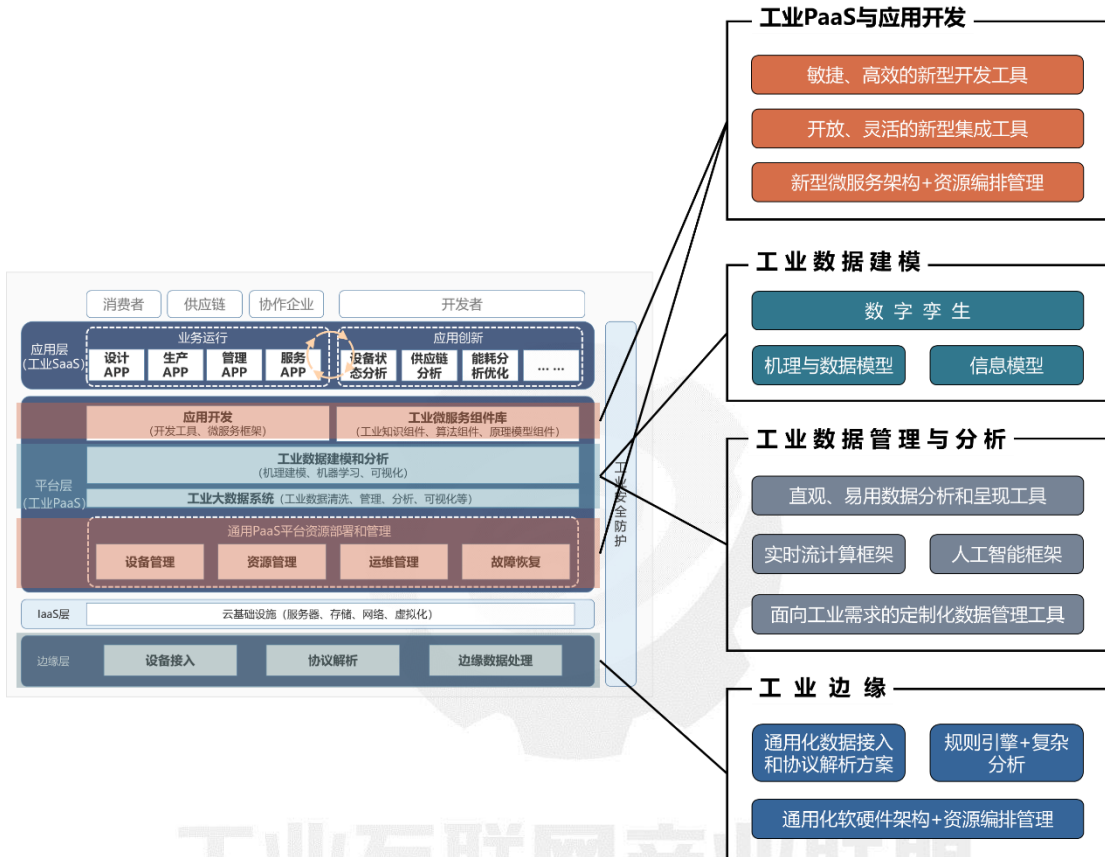 工业PaaS与应用开发
敏捷、高效的新型开发工具
开放、灵活的新型集成工具
新型微服务架构+资源编排管理
工业数据建模
数字孪生
机理与数据模型
信息模型
工业数据管理与分析
直观、易用数据分析和呈现工具
实时流计算框架
人工智能框架
面向工业需求的定制化数据管理工具
工业边缘
通用化数据接入
和协议解析方案
规则引擎+复杂
分析
通用化软硬件架构+资源编排管理
消费者
供应链
协作企业
开发者
应用层
(工业SaaS)
业务运行
设计
APP
生产
APP
管理
APP
服务
APP
应用创新
设备状
态分析
供应链
分析
能耗分
析优化
... ...
平台层
(工业PaaS)
应用开发
(开发工具、微服务框架)
工业微服务组件库
(工业知识组件、算法组件、原理模型组件)
工业数据建模和分析
(机理建模、机器学习、可视化)
工业大数据系统(工业数据清洗、管理、分析、可视化等)
通用PaaS平台资源部署和管理
设备管理
资源管理
运维管理
故障恢复
IaaS层
云基础设施(服务器、存储、网络、虚拟化)
边缘层
设备接入
协议解析
边缘数据处理
工业安全防护
工业互联网产业联盟